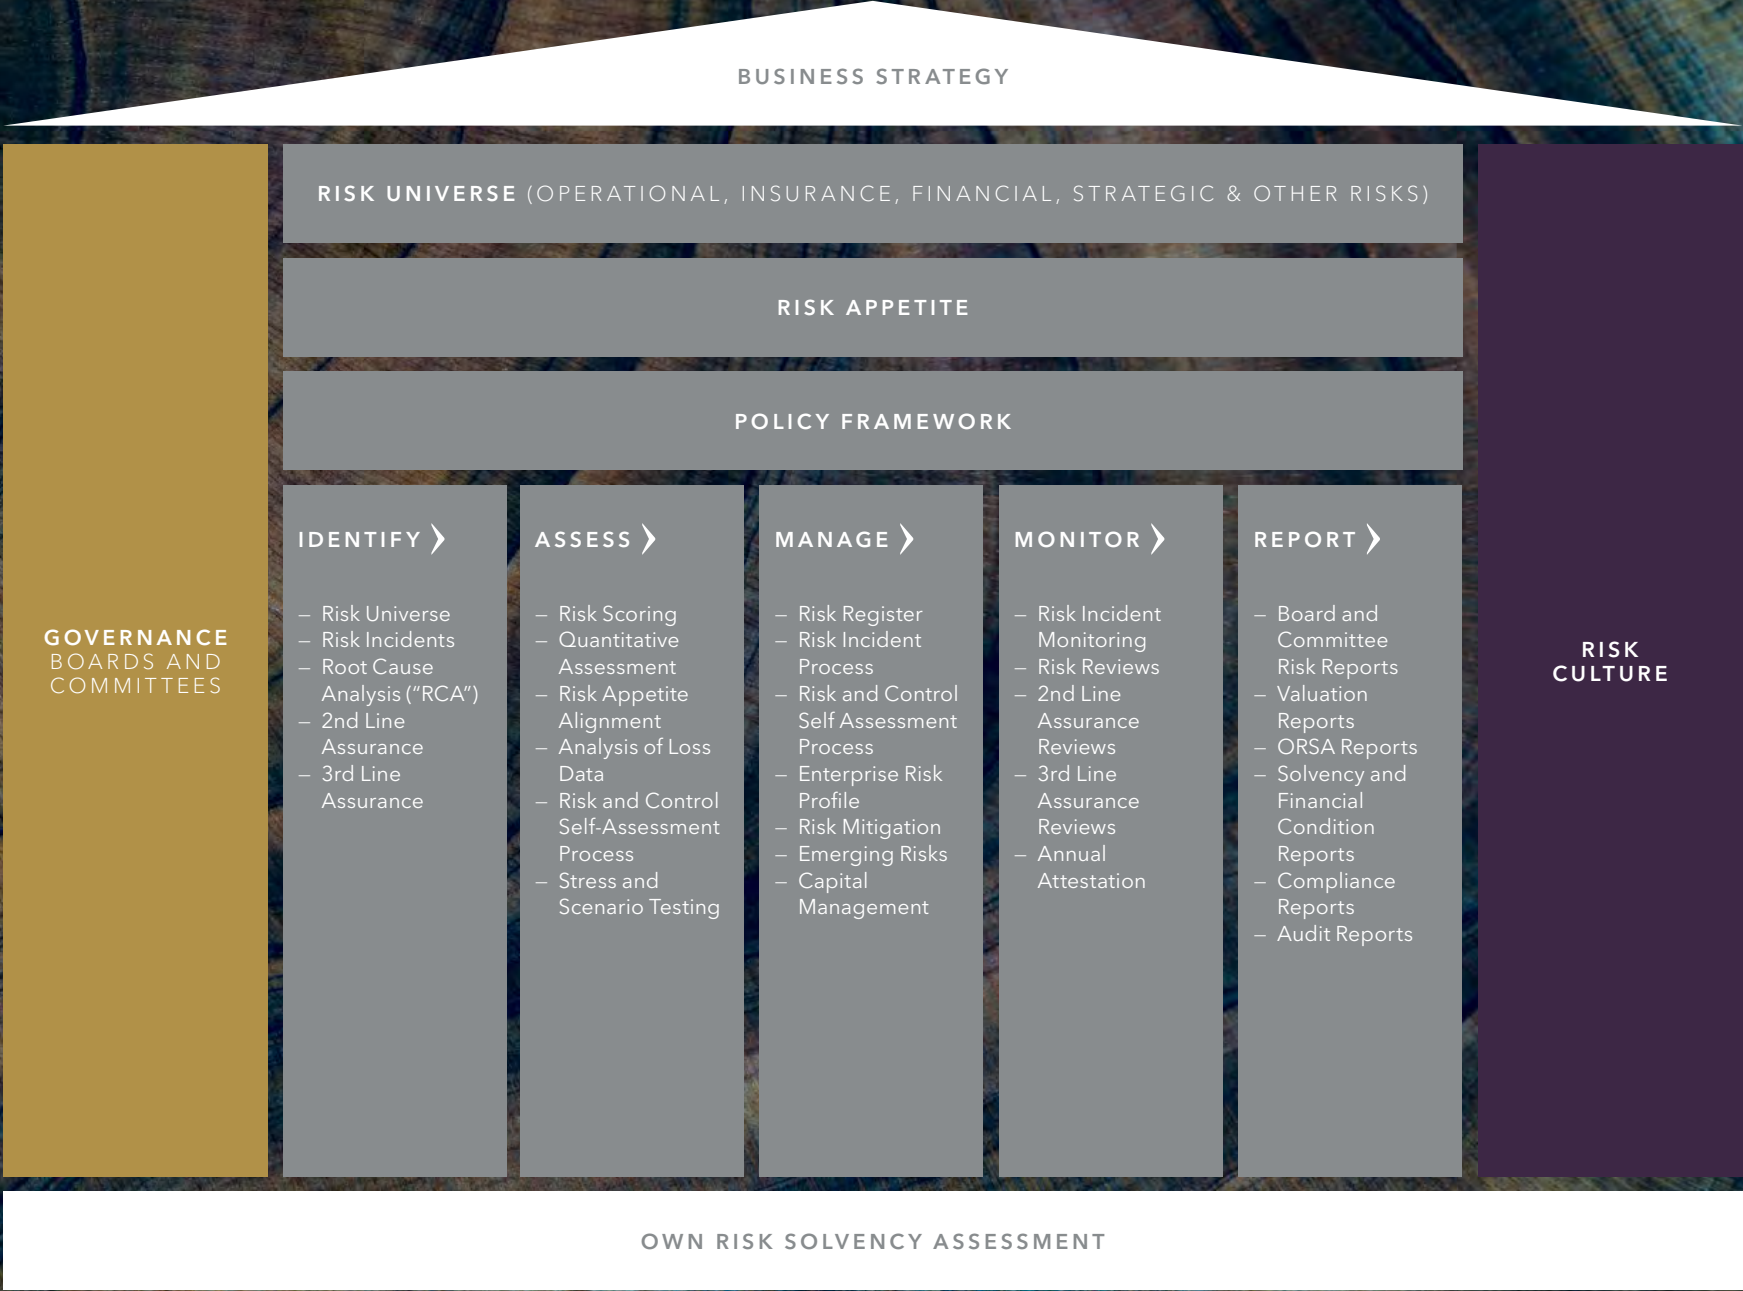 BUSINESS STRATEGY
RISK UNIVERSE (OPERATIONAL, INSURANCE, FINANCIAL, STRATEGIC & OTHER RISKS)
RISK APPETITE
POLICY FRAMEWORK
GOVERNANCE
BOARDS AND
COMMITTEES
IDENTIFY
– Risk Universe
– Risk Incidents
– Root Cause
Analysis (“RCA”)
– 2nd Line
Assurance
– 3rd Line
Assurance
ASSESS
– Risk Scoring
– Quantitative
Assessment
– Risk Appetite
Alignment
– Analysis of Loss
Data
– Risk and Control
Self-Assessment
Process
– Stress and
Scenario Testing
MANAGE
– Risk Register
– Risk Incident
Process
– Risk and Control
Self Assessment
Process
– Enterprise Risk
Profile
– Risk Mitigation
– Emerging Risks
– Capital
Management
MONITOR
– Risk Incident
Monitoring
– Risk Reviews
– 2nd Line
Assurance
Reviews
– 3rd Line
Assurance
Reviews
– Annual
Attestation
REPORT
– Board and
Committee
Risk Reports
– Valuation
Reports
– ORSA Reports
– Solvency and
Financial
Condition
Reports
– Compliance
Reports
– Audit Reports
RISK
CULTURE
OWN RISK SOLVENCY ASSESSMENT